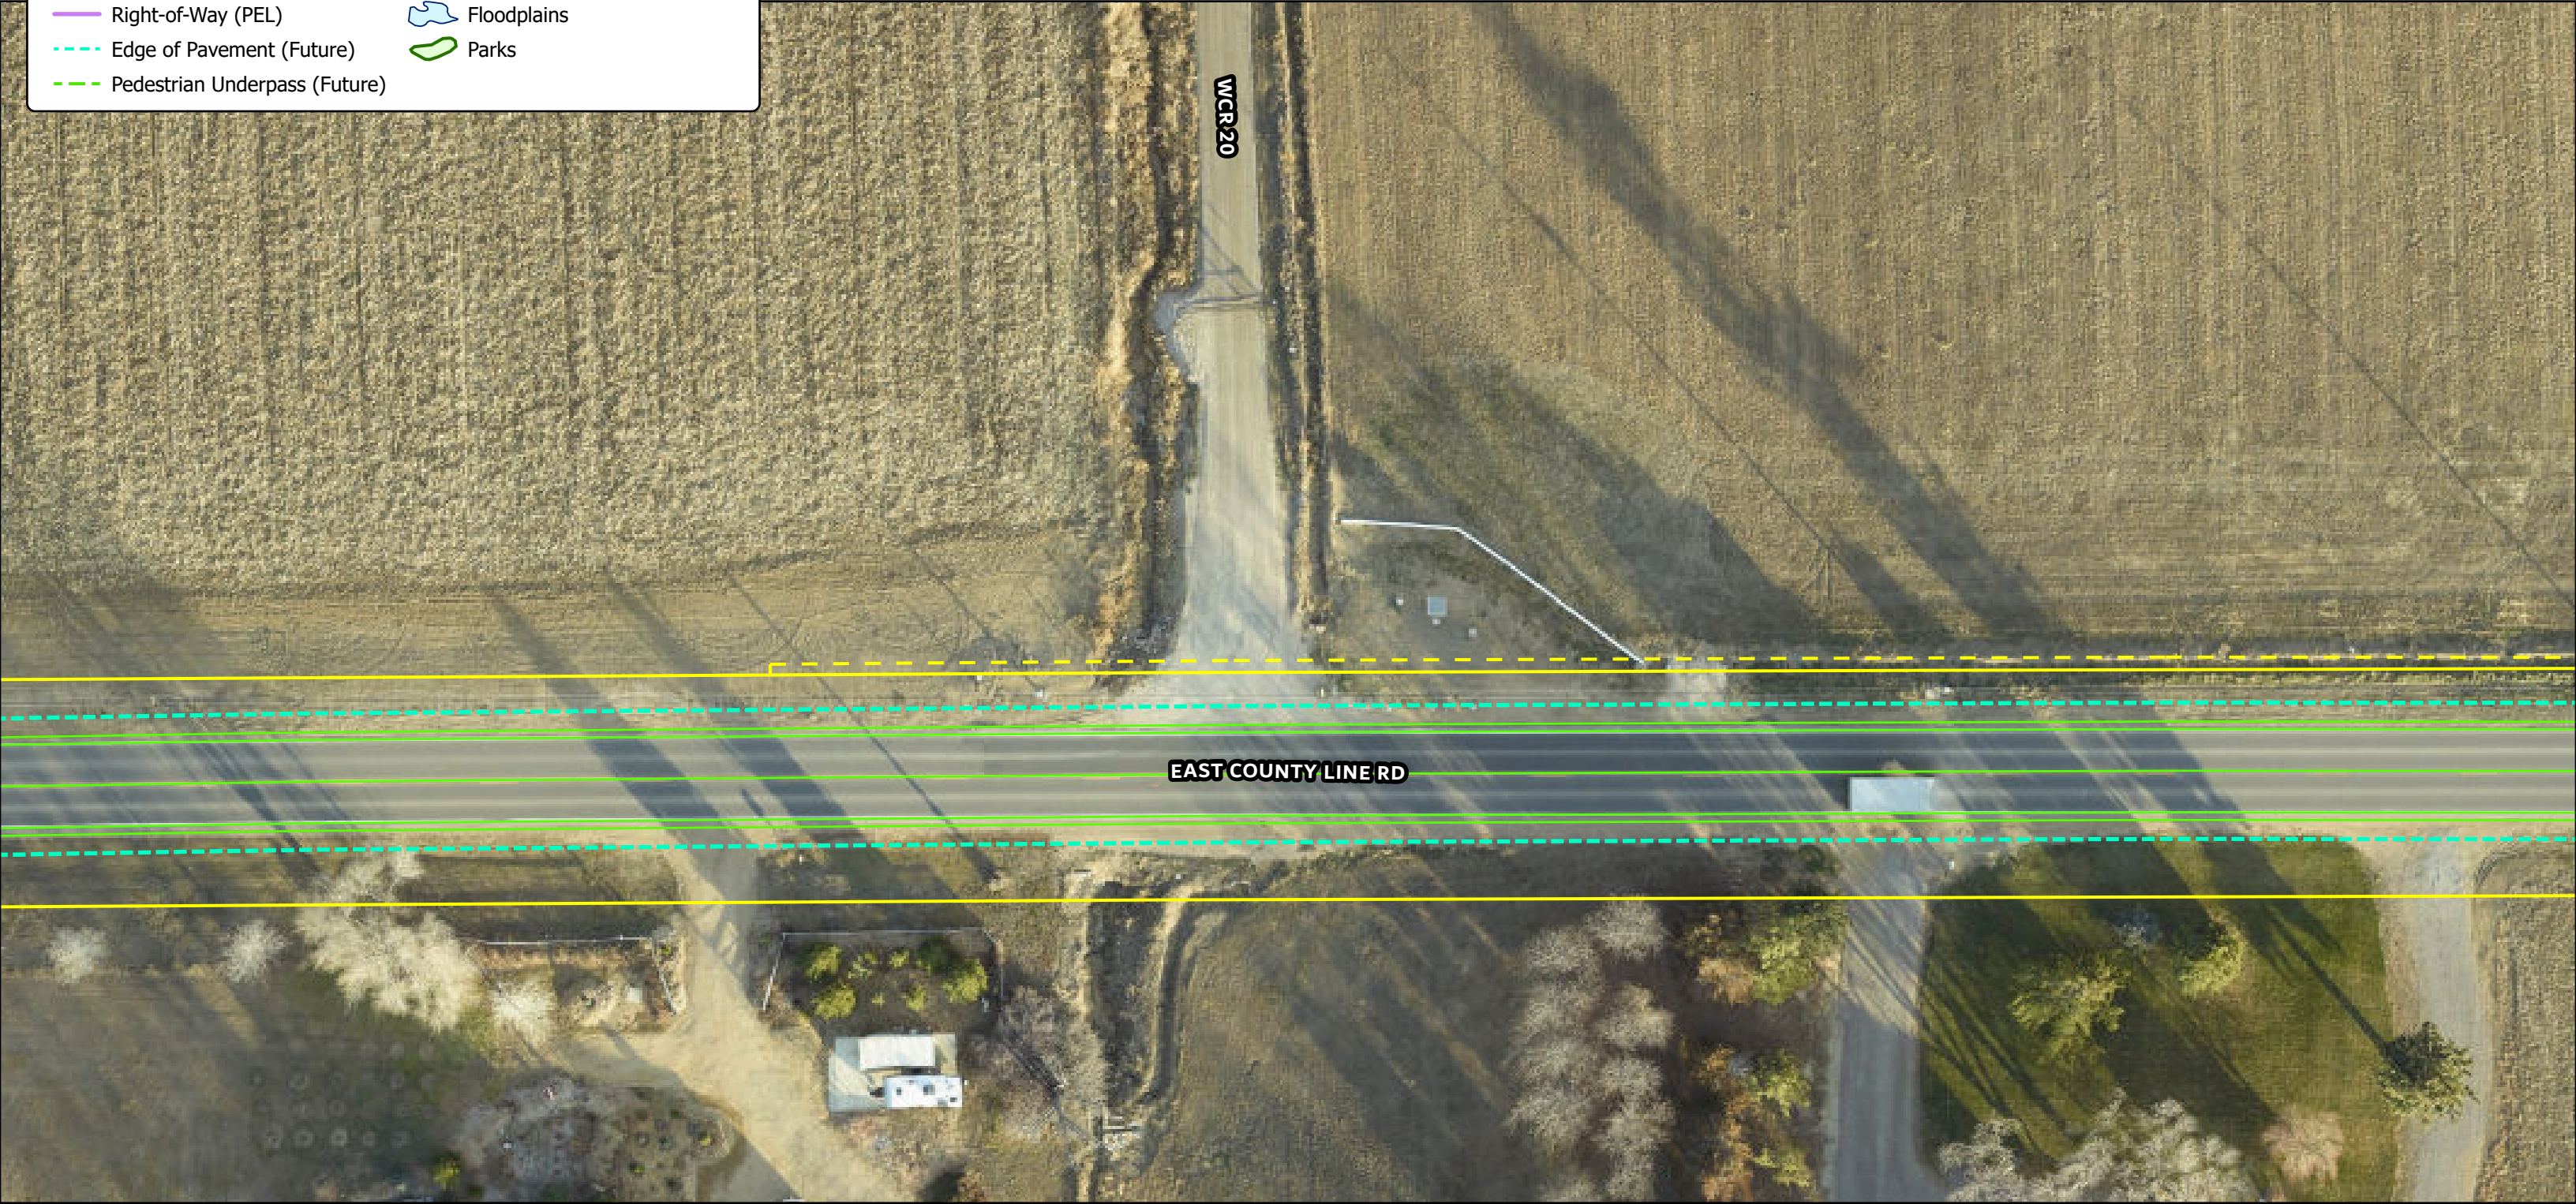 Right-of-Way (PEL)
Edge of Pavement (Future)
Pedestrian Underpass (Future)
Floodplains
Parks
WCR 20
EAST COUNTY LINE RD